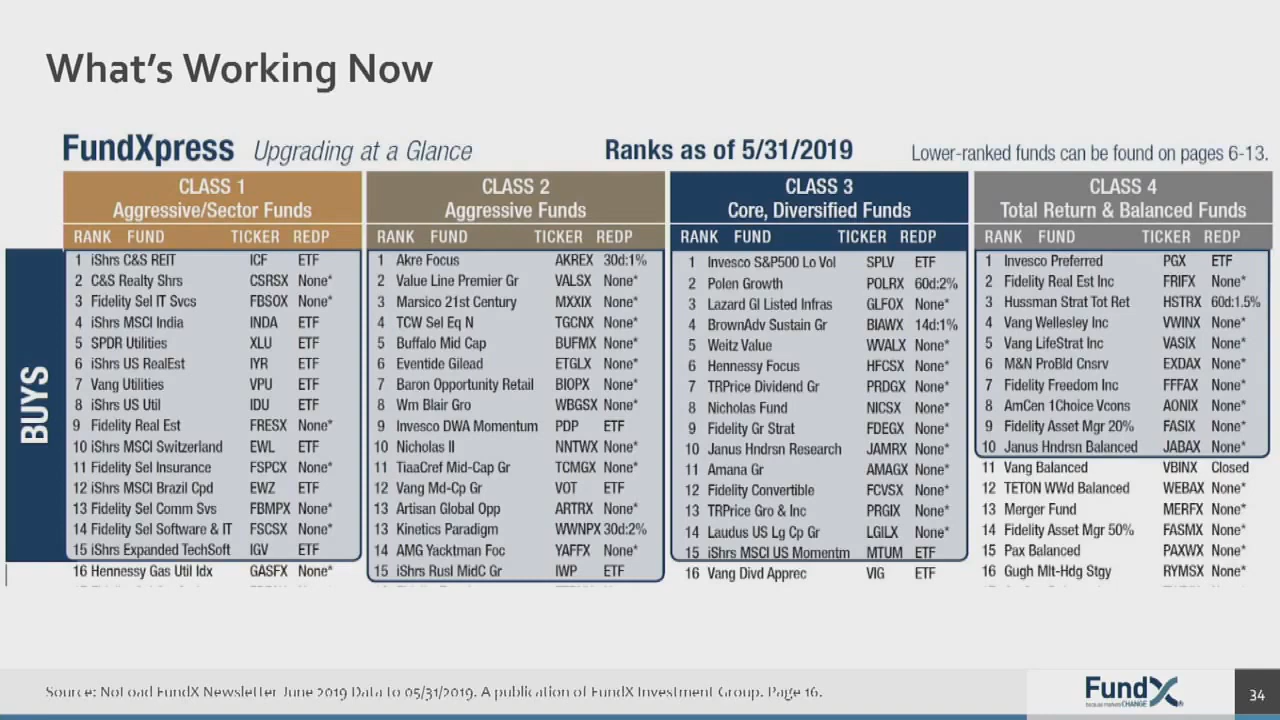 What's Working Now
FundXpress Upgrading at a Glance Ranks as of 5/31/2019 Lower-ranked funds can be found on pages 6-13.
CLASS 1
Aggressive/Sector Funds
RANK FUND TICKER REDP
1 iShrs C&S REIT ICF ETF
2 C&S Realty Shrs CSRSX None*
3 Fidelity Sel IT Svcs FBSOX None*
4 iShrs MSCI India INDA ETF
5 SPDR Utilities XLU ETF
6 iShrs US RealEst IYR ETF
7 Vang Utilities VPU ETF
8 iShrs US Util IDU ETF
9 Fidelity Real Est FRESX None*
10 iShrs MSCI Switzerland EWL ETF
11 Fidelity Sel Insurance FSPCX None*
12 iShrs MSCI Brazil Cpd EWZ ETF
13 Fidelity Sel Comm Svs FBMPX None*
14 Fidelity Sel Software & IT FSCSX None*
15 iShrs Expanded TechSoft IGV ETF
16 Hennessy Gas Util Idx GASFX None*
CLASS 2
Aggressive Funds
RANK FUND TICKER REDP
1 Akre Focus AKREX 30d:1%
2 Value Line Premier Gr VALSX None*
3 Marsico 21st Century MXXIX None*
4 TCW Sel Eq N TGCNX None*
5 Buffalo Mid Cap BUFMX None*
6 Eventide Gilead ETGLX None*
7 Baron Opportunity Retail BIOPX None*
8 Wm Blair Gro WBGSX None*
9 Invesco DWA Momentum PDP ETF
10 Nicholas II NNTWX None*
11 TiaaCref Mid-Cap Gr TCMGX None*
12 Vang Md-Cp Gr VOT ETF
13 Artisan Global Opp ARTRX None*
13 Kinetics Paradigm WWNPX 30d:2%
14 AMG Yacktman Foc YAFFX None*
15 iShrs Rusl MidC Gr IWP ETF
CLASS 3
Core, Diversified Funds
RANK FUND TICKER REDP
1 Invesco S&P500 Lo Vol SPLV ETF
2 Polen Growth POLRX 60d:2%
3 Lazard Gl Listed Infras GLFOX None*
4 BrownAdv Sustain Gr BIAWX 14d:1%
5 Weitz Value WVALX None*
6 Hennessy Focus HFCSX None*
7 TRPrice Dividend Gr PRDGX None*
8 Nicholas Fund NICSX None*
9 Fidelity Gr Strat FDEGX None*
10 Janus Hndrsn Research JAMRX None*
11 Amana Gr AMAGX None*
12 Fidelity Convertible FCVSX None*
13 TRPrice Gro & Inc PRGIX None*
14 Laudus US Lg Cp Gr LGILX None*
15 iShrs MSCI US Momentm MTUM ETF
16 Vang Divd Apprec VIG ETF
CLASS 4
Total Return & Balanced Funds
RANK FUND TICKER REDP
1 Invesco Preferred PGX ETF
2 Fidelity Real Est Inc FRIFX None*
3 Hussman Strat Tot Ret HSTRX 60d:1.5%
4 Vang Wellesley Inc VWINX None*
5 Vang LifeStrat Inc VASIX None*
6 M&N ProBld Cnsrv EXDAX None*
7 Fidelity Freedom Inc FFFAX None*
8 AmCen 1Choice Vcons AONIX None*
9 Fidelity Asset Mgr 20% FASIX None*
10 Janus Hndrsn Balanced JABAX None*
11 Vang Balanced VBINX Closed
12 TETON WWd Balanced WEBAX None*
13 Merger Fund MERFX None*
14 Fidelity Asset Mgr 50% FASMX None*
15 Pax Balanced PAXWX None*
16 Gugh Mlt-Hdg Stgy RYMSX None*
BUYS
Source: NoLoad FundX Newsletter June 2019 Data to 05/31/2019. A publication of FundX Investment Group. Page 16.
FundX
because markets CHANGE
34